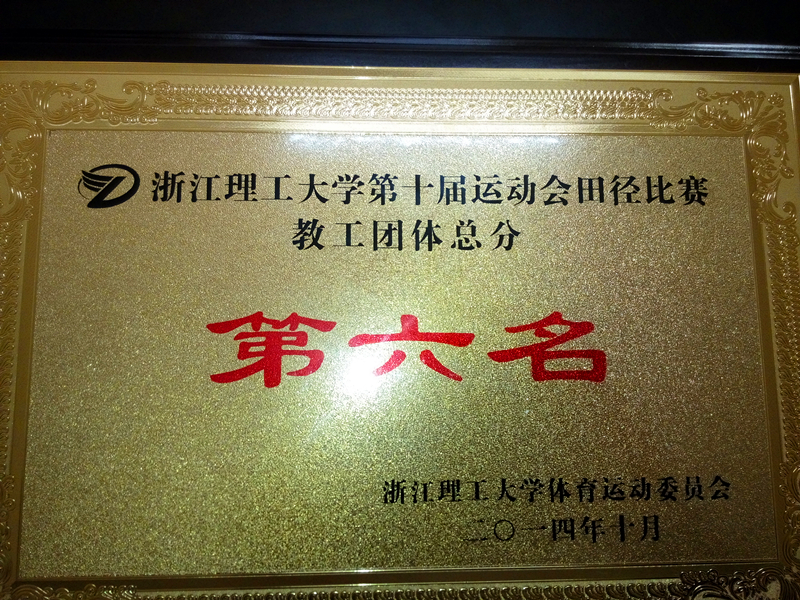 浙江理工大学第十届运动会田径比赛
教工团体总分
第六名
浙江理工大学体育运动委员会
二〇一四年十月